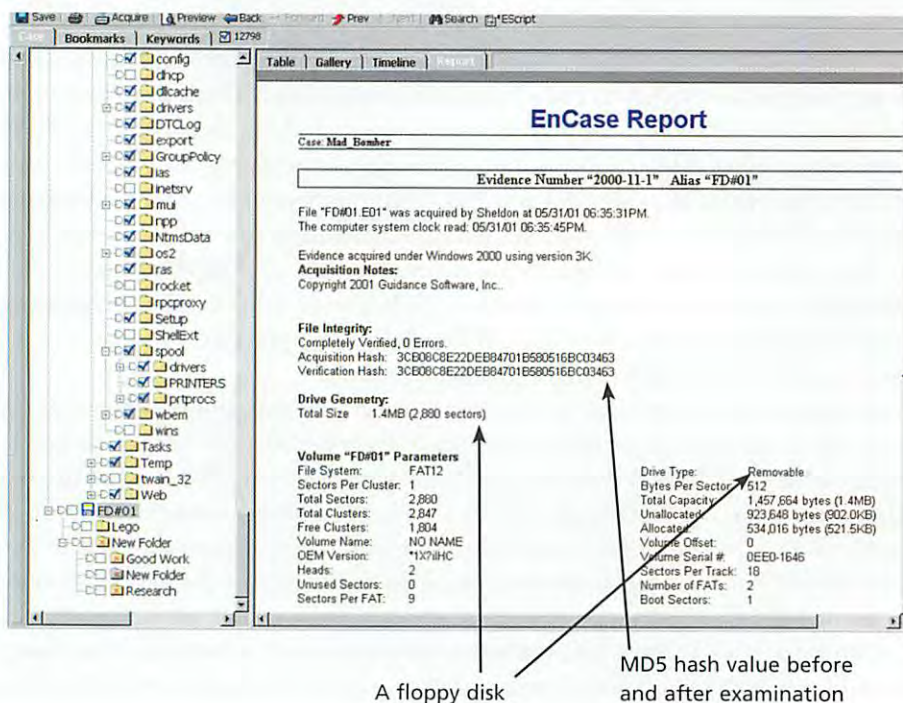 Save Acquire Preview Back Forward Prev Next Search EScript
Case Bookmarks Keywords 12798
config
dhcp
dllcache
drivers
DTCLog
export
GroupPolicy
ias
inetsrv
mui
npp
NtmsData
os2
ras
rocket
rpcproxy
Setup
ShellExt
spool
drivers
PRINTERS
prtprocs
wbem
wins
Tasks
Temp
twain_32
Web
FD#01
Lego
New Folder
Good Work
New Folder
Research
Table Gallery Timeline Report
EnCase Report
Case: Mad_Bomber
Evidence Number "2000-11-1" Alias "FD#01"
File "FD#01.E01" was acquired by Sheldon at 05/31/01 06:35:31PM.
The computer system clock read: 05/31/01 06:35:45PM.
Evidence acquired under Windows 2000 using version 3K.
Acquisition Notes:
Copyright 2001 Guidance Software, Inc..
File Integrity:
Completely Verified, 0 Errors.
Acquisition Hash: 3CB08C8E22DEB84701B580516BC03463
Verification Hash: 3CB08C8E22DEB84701B580516BC03463
Drive Geometry:
Total Size 1.4MB (2,880 sectors)
Volume "FD#01" Parameters
File System: FAT12 Drive Type: Removable
Sectors Per Cluster: 1 Bytes Per Sector: 512
Total Sectors: 2,880 Total Capacity: 1,457,664 bytes (1.4MB)
Total Clusters: 2,847 Unallocated: 923,648 bytes (902.0KB)
Free Clusters: 1,804 Allocated: 534,016 bytes (521.5KB)
Volume Name: NO NAME Volume Offset: 0
OEM Version: Volume Serial #: 0EE0-1646
Heads: 2 Sectors Per Track: 18
Unused Sectors: 0 Number of FATs: 2
Sectors Per FAT: 9 Boot Sectors: 1
A floppy disk
MD5 hash value before
and after examination